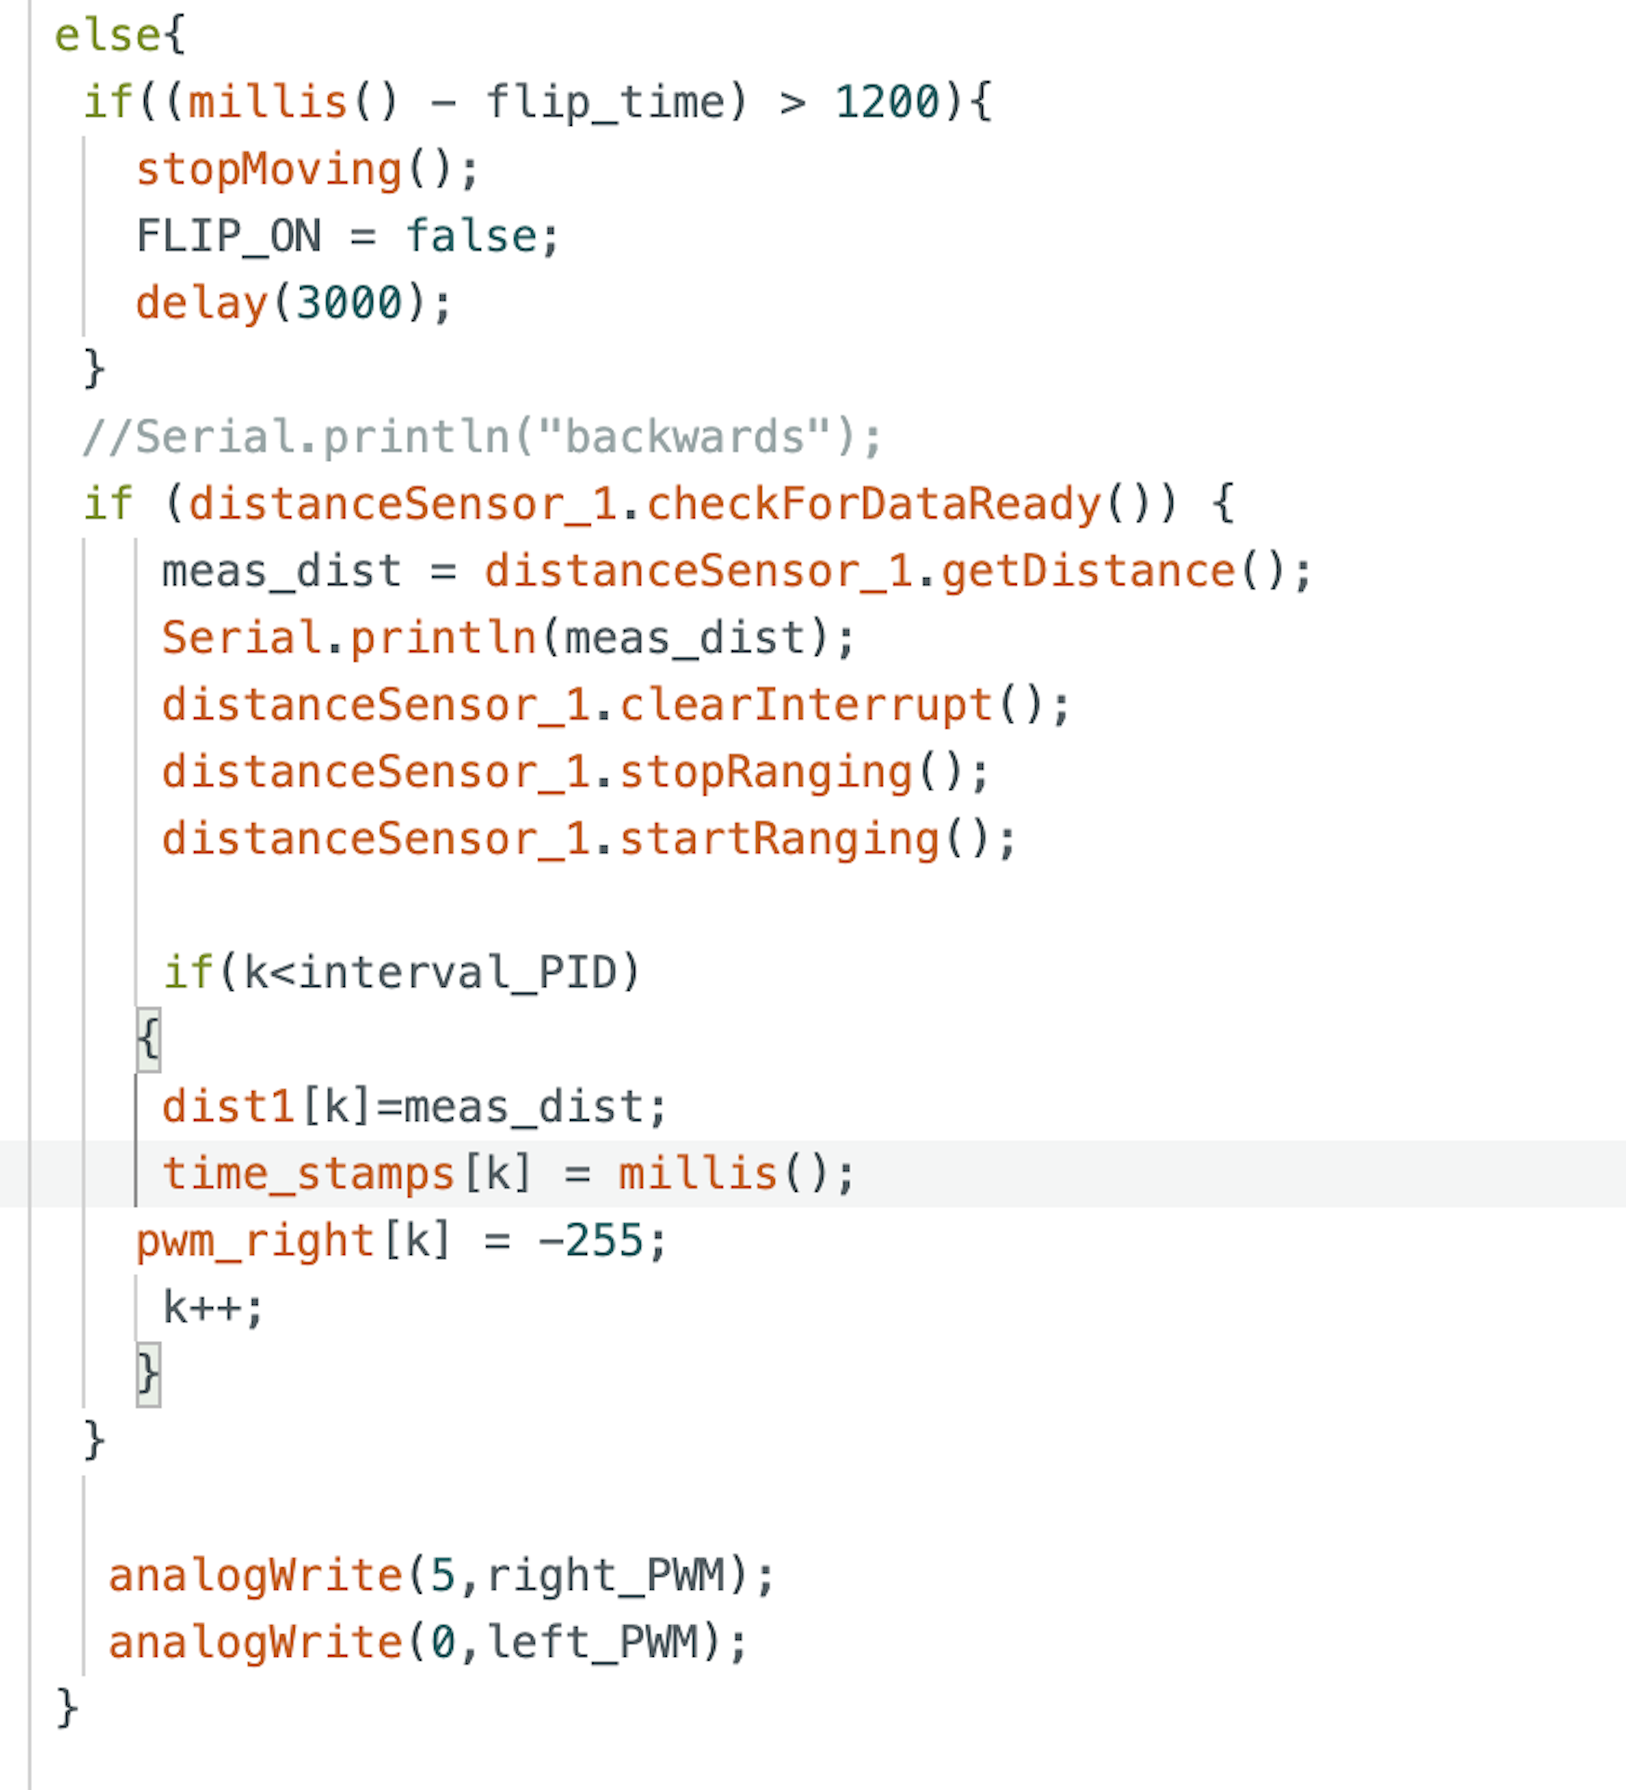 else{
if((millis() - flip_time) > 1200){
stopMoving();
FLIP_ON = false;
delay(3000);
}
//Serial.println("backwards");
if (distanceSensor_1.checkForDataReady()) {
meas_dist = distanceSensor_1.getDistance();
Serial.println(meas_dist);
distanceSensor_1.clearInterrupt();
distanceSensor_1.stopRanging();
distanceSensor_1.startRanging();
if(k<interval_PID)
{
dist1[k]=meas_dist;
time_stamps[k] = millis();
pwm_right[k] = -255;
k++;
}
}
analogWrite(5,right_PWM);
analogWrite(0,left_PWM);
}